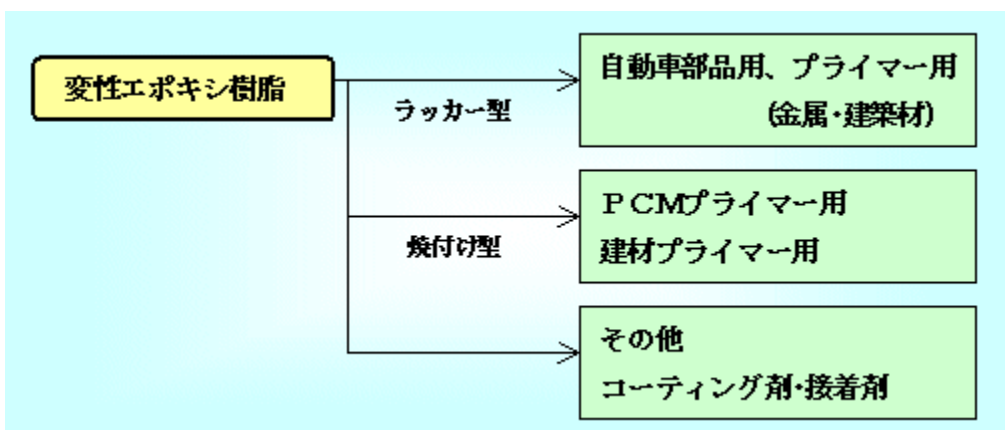 変性エポキシ樹脂
ラッカー型
自動車部品用、プライマー用
(金属・建築材)
焼付け型
ＰＣＭプライマー用
建材プライマー用
その他
コーティング剤・接着剤